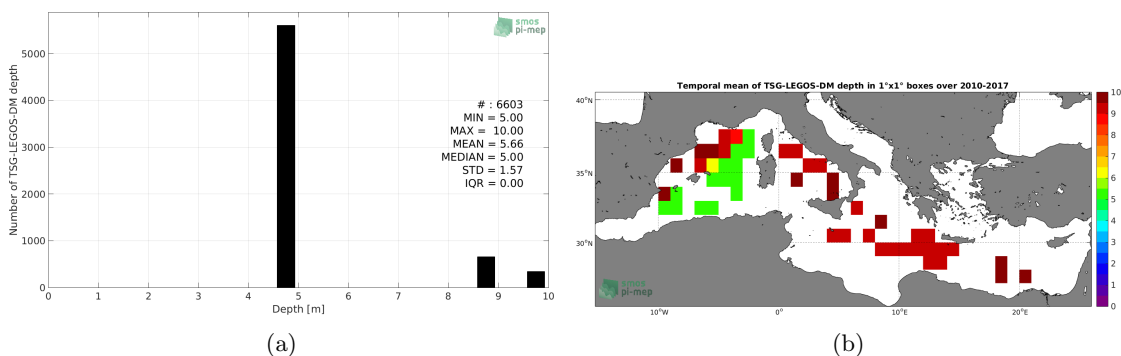 smos
pi-mep
Number of TSG-LEGOS-DM depth
5000
4000
3000
2000
1000
0
# : 6603
MIN = 5.00
MAX = 10.00
MEAN = 5.66
MEDIAN = 5.00
STD = 1.57
IQR = 0.00
0 1 2 3 4 5 6 7 8 9 10
Depth [m]
(a)
Temporal mean of TSG-LEGOS-DM depth in 1°x1° boxes over 2010-2017
40°N
35°N
30°N
10°W 0° 10°E 20°E
10
9
8
7
6
5
4
3
2
1
0
smos
pi-mep
(b)